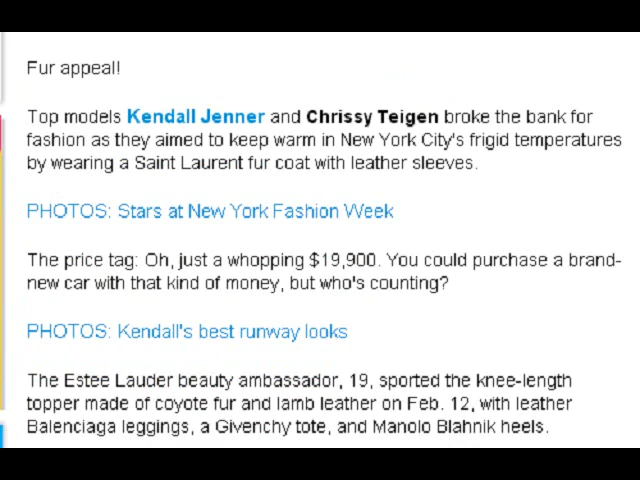 Fur appeal!
Top models Kendall Jenner and Chrissy Teigen broke the bank for
fashion as they aimed to keep warm in New York City's frigid temperatures
by wearing a Saint Laurent fur coat with leather sleeves.
PHOTOS: Stars at New York Fashion Week
The price tag: Oh, just a whopping $19,900. You could purchase a brand-
new car with that kind of money, but who's counting?
PHOTOS: Kendall's best runway looks
The Estee Lauder beauty ambassador, 19, sported the knee-length
topper made of coyote fur and lamb leather on Feb. 12, with leather
Balenciaga leggings, a Givenchy tote, and Manolo Blahnik heels.